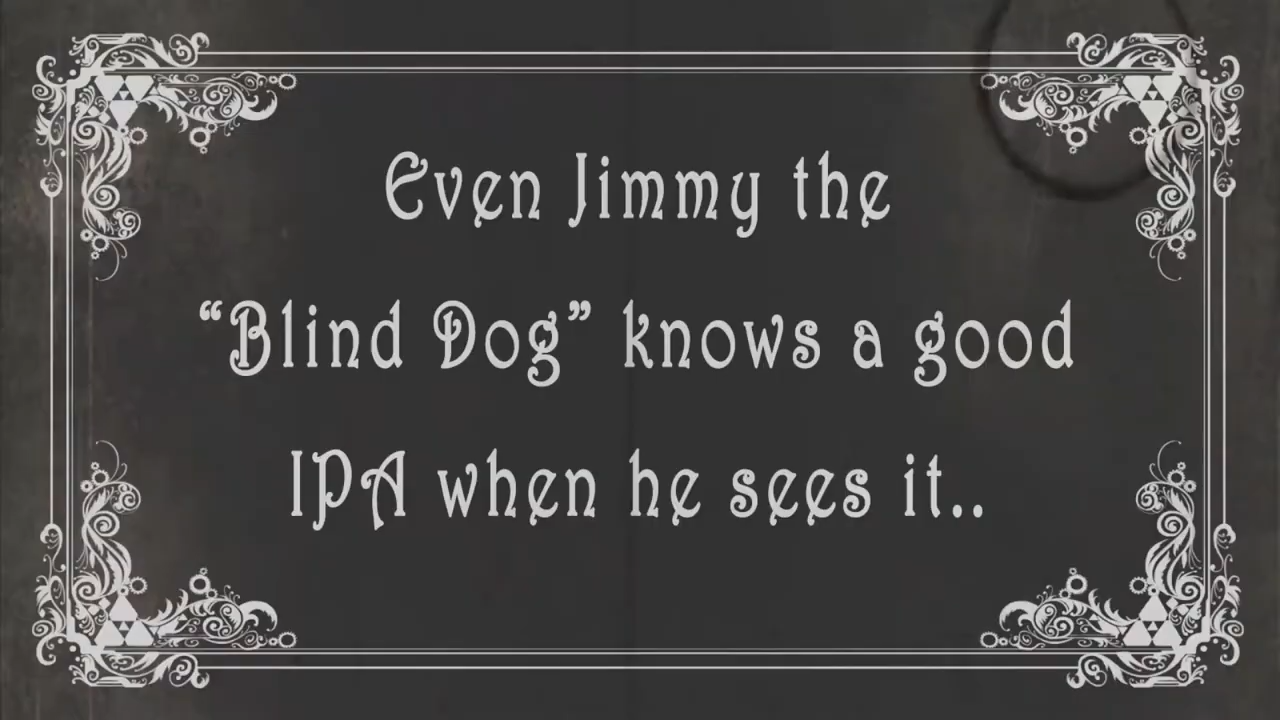 Even Jimmy the
“Blind Dog” knows a good
IPA when he sees it..